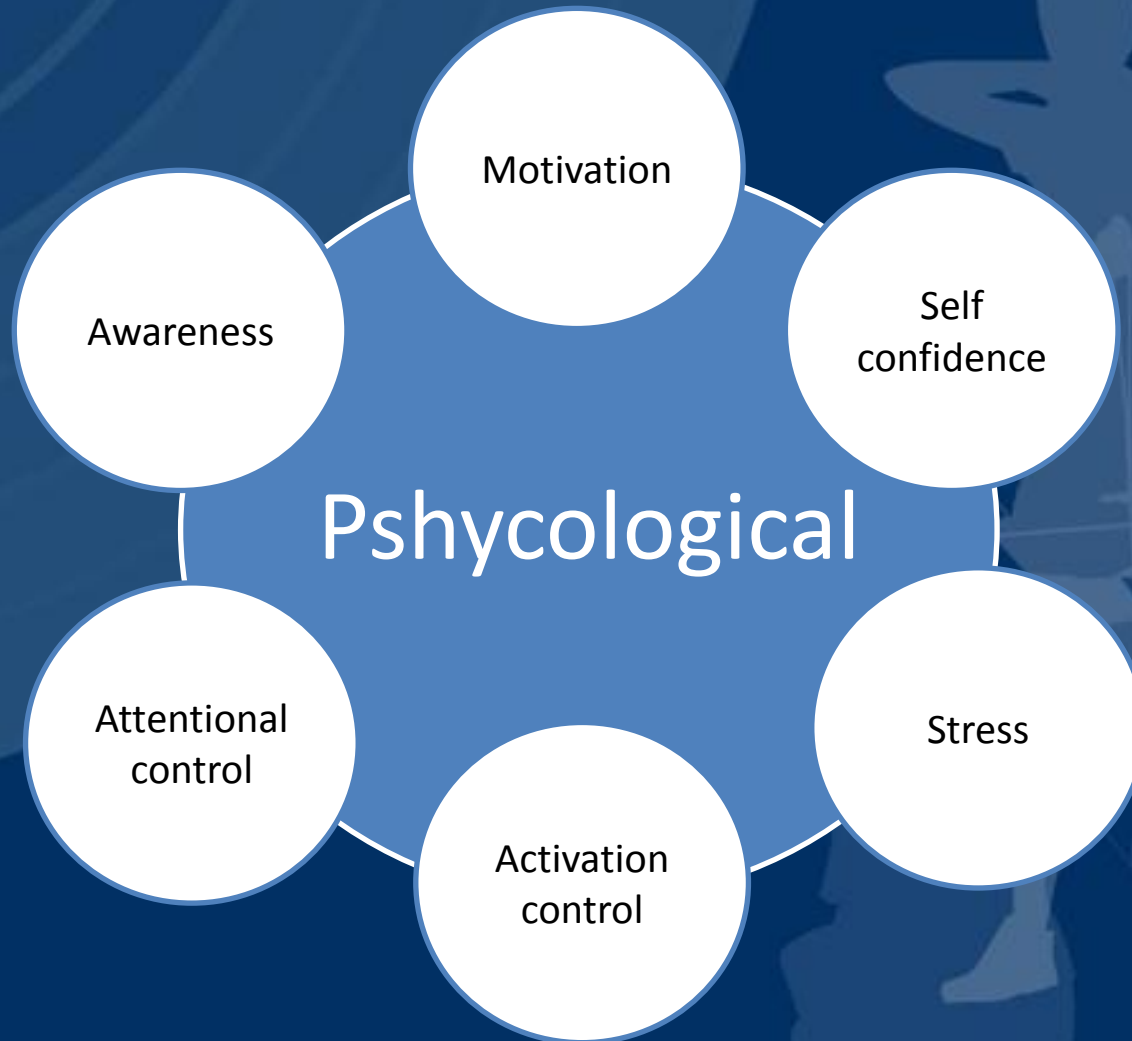 Motivation
Self
confidence
Awareness
Pshycological
Attentional
control
Stress
Activation
control